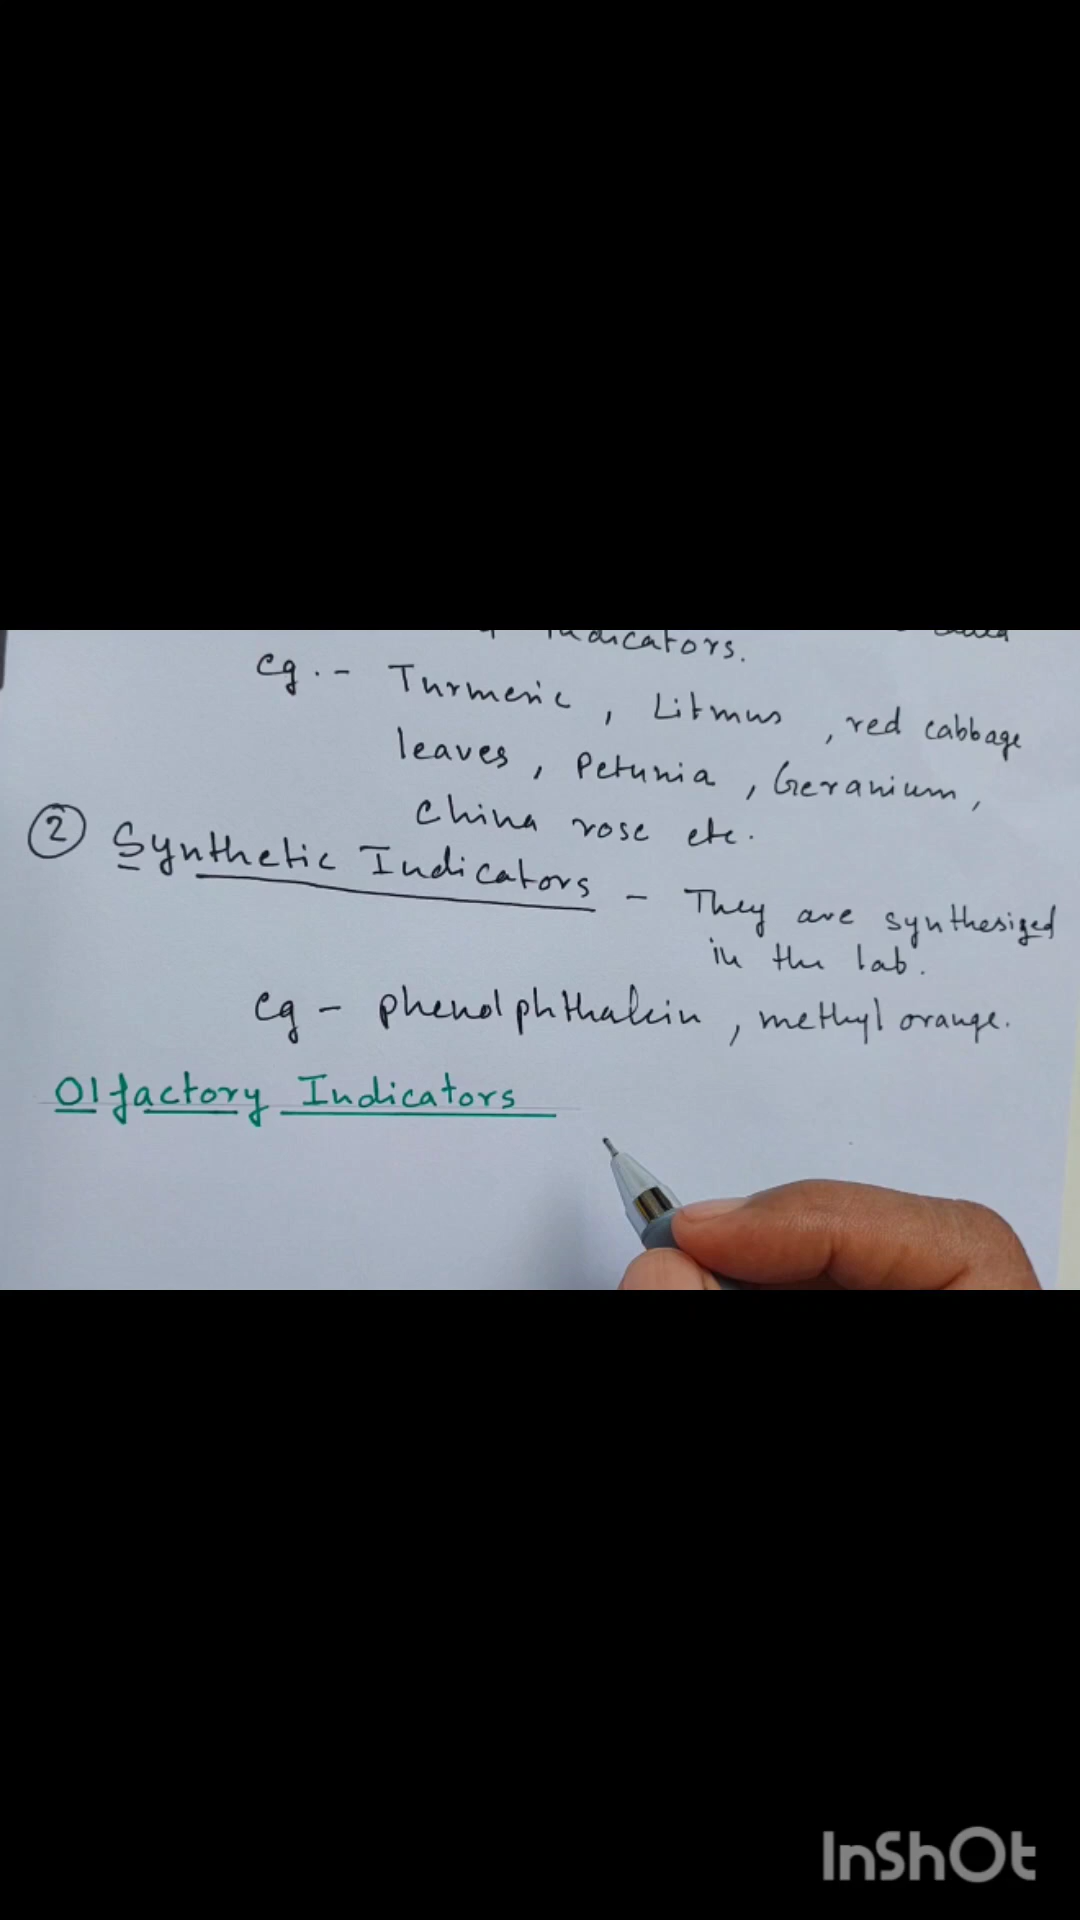 indicators.
eg. - Turmeric, Litmus, red cabbage
leaves, Petunia, Geranium,
China rose etc.
② Synthetic Indicators - They are synthesized
in the lab.
eg - phenolphthalein, methyl orange.
Olfactory Indicators
InShOt